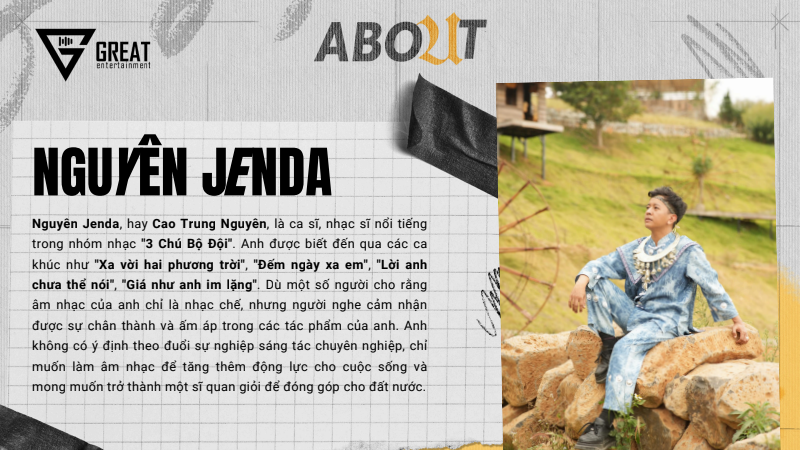 GREAT
entertainment
ABOUT
NGUYÊN JENDA
Nguyên Jenda, hay Cao Trung Nguyên, là ca sĩ, nhạc sĩ nổi tiếng
trong nhóm nhạc "3 Chú Bộ Đội". Anh được biết đến qua các ca
khúc như "Xa vời hai phương trời", "Đếm ngày xa em", "Lời anh
chưa thể nói", "Giá như anh im lặng". Dù một số người cho rằng
âm nhạc của anh chỉ là nhạc chế, nhưng người nghe cảm nhận
được sự chân thành và ấm áp trong các tác phẩm của anh. Anh
không có ý định theo đuổi sự nghiệp sáng tác chuyên nghiệp, chỉ
muốn làm âm nhạc để tăng thêm động lực cho cuộc sống và
mong muốn trở thành một sĩ quan giỏi để đóng góp cho đất nước.